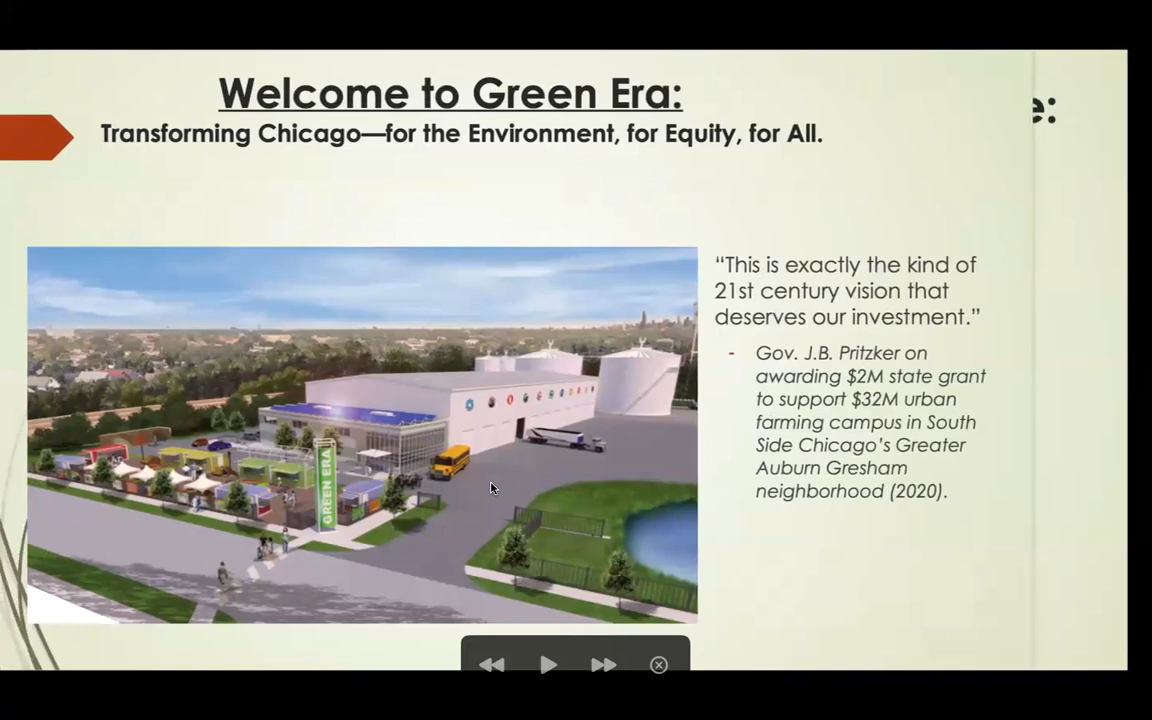 Welcome to Green Era:
e:
Transforming Chicago—for the Environment, for Equity, for All.
“This is exactly the kind of
21st century vision that
deserves our investment.”
- Gov. J.B. Pritzker on
awarding $2M state grant
to support $32M urban
farming campus in South
Side Chicago’s Greater
Auburn Gresham
neighborhood (2020).
GREEN ERA